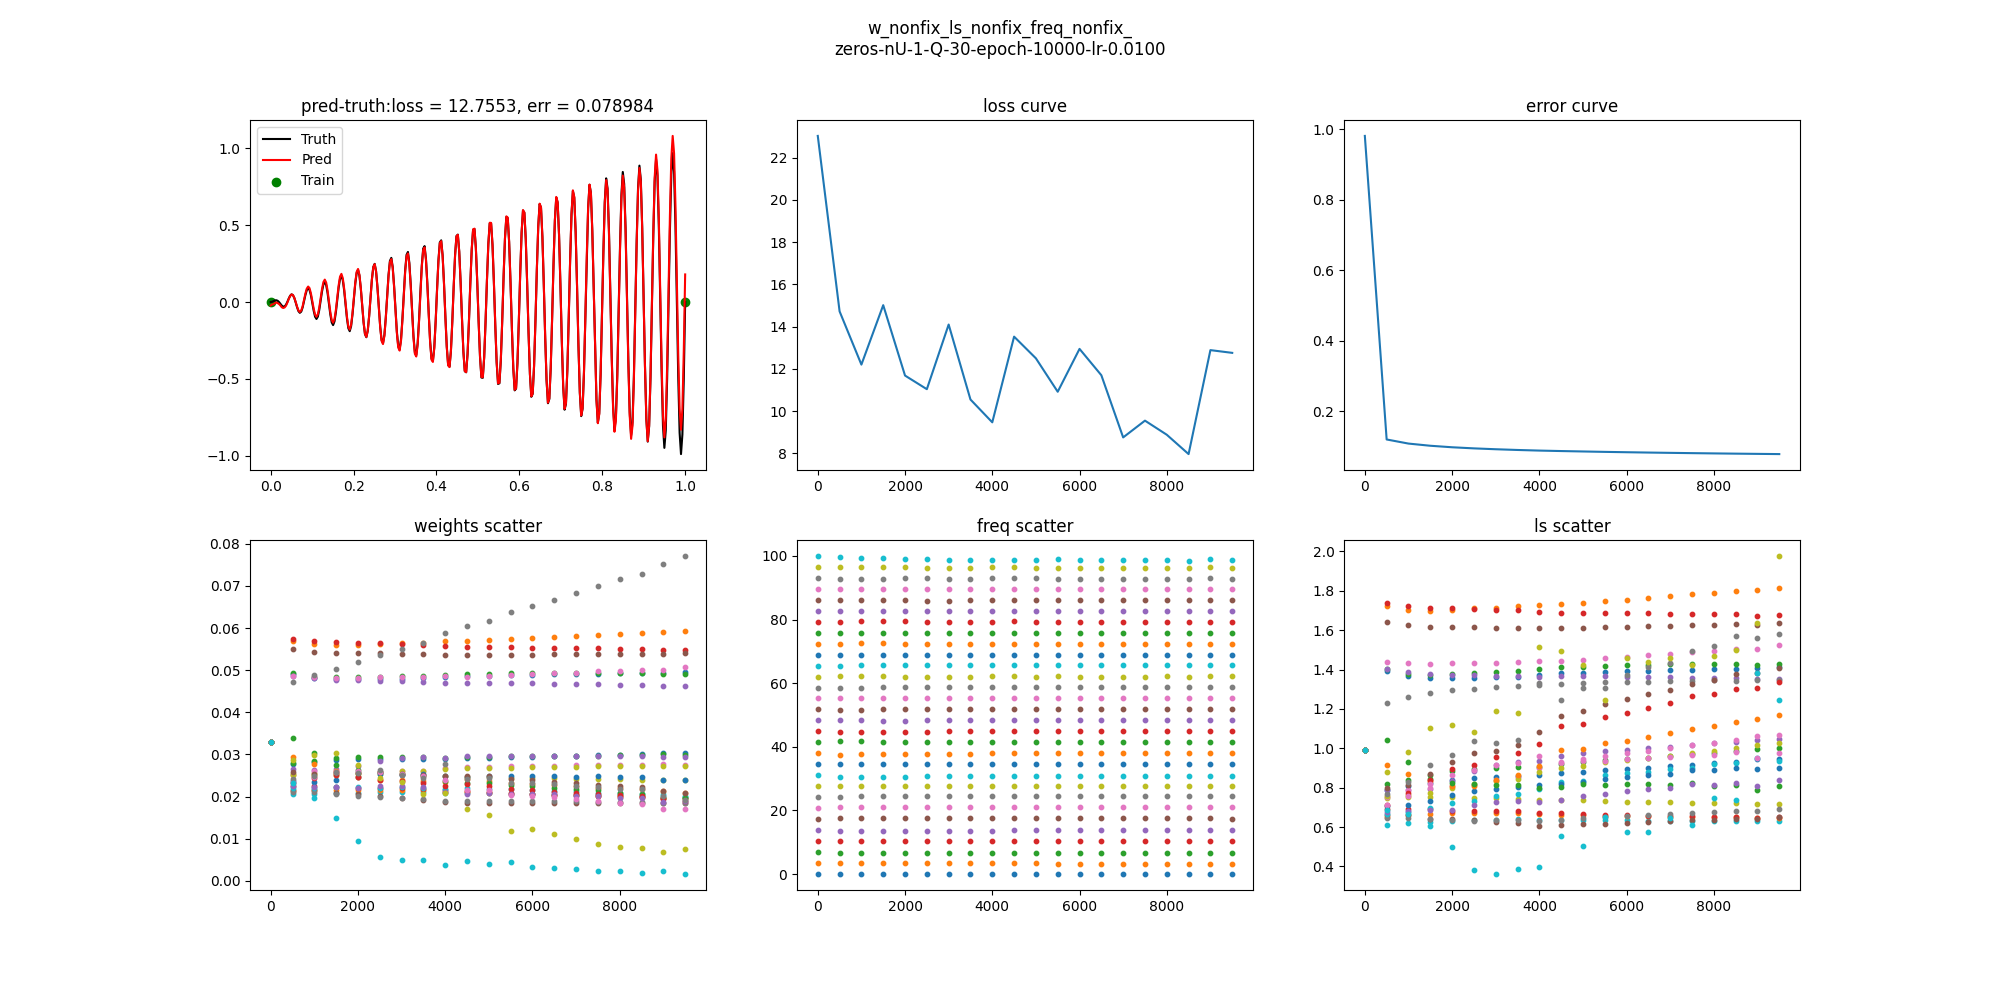 w_nonfix_ls_nonfix_freq_nonfix_
zeros-nU-1-Q-30-epoch-10000-lr-0.0100
pred-truth:loss = 12.7553, err = 0.078984
Truth
Pred
Train
1.0
0.5
0.0
−0.5
−1.0
0.0 0.2 0.4 0.6 0.8 1.0
loss curve
22
20
18
16
14
12
10
8
0 2000 4000 6000 8000
error curve
1.0
0.8
0.6
0.4
0.2
0 2000 4000 6000 8000
weights scatter
0.08
0.07
0.06
0.05
0.04
0.03
0.02
0.01
0.00
0 2000 4000 6000 8000
freq scatter
100
80
60
40
20
0
0 2000 4000 6000 8000
ls scatter
2.0
1.8
1.6
1.4
1.2
1.0
0.8
0.6
0.4
0 2000 4000 6000 8000